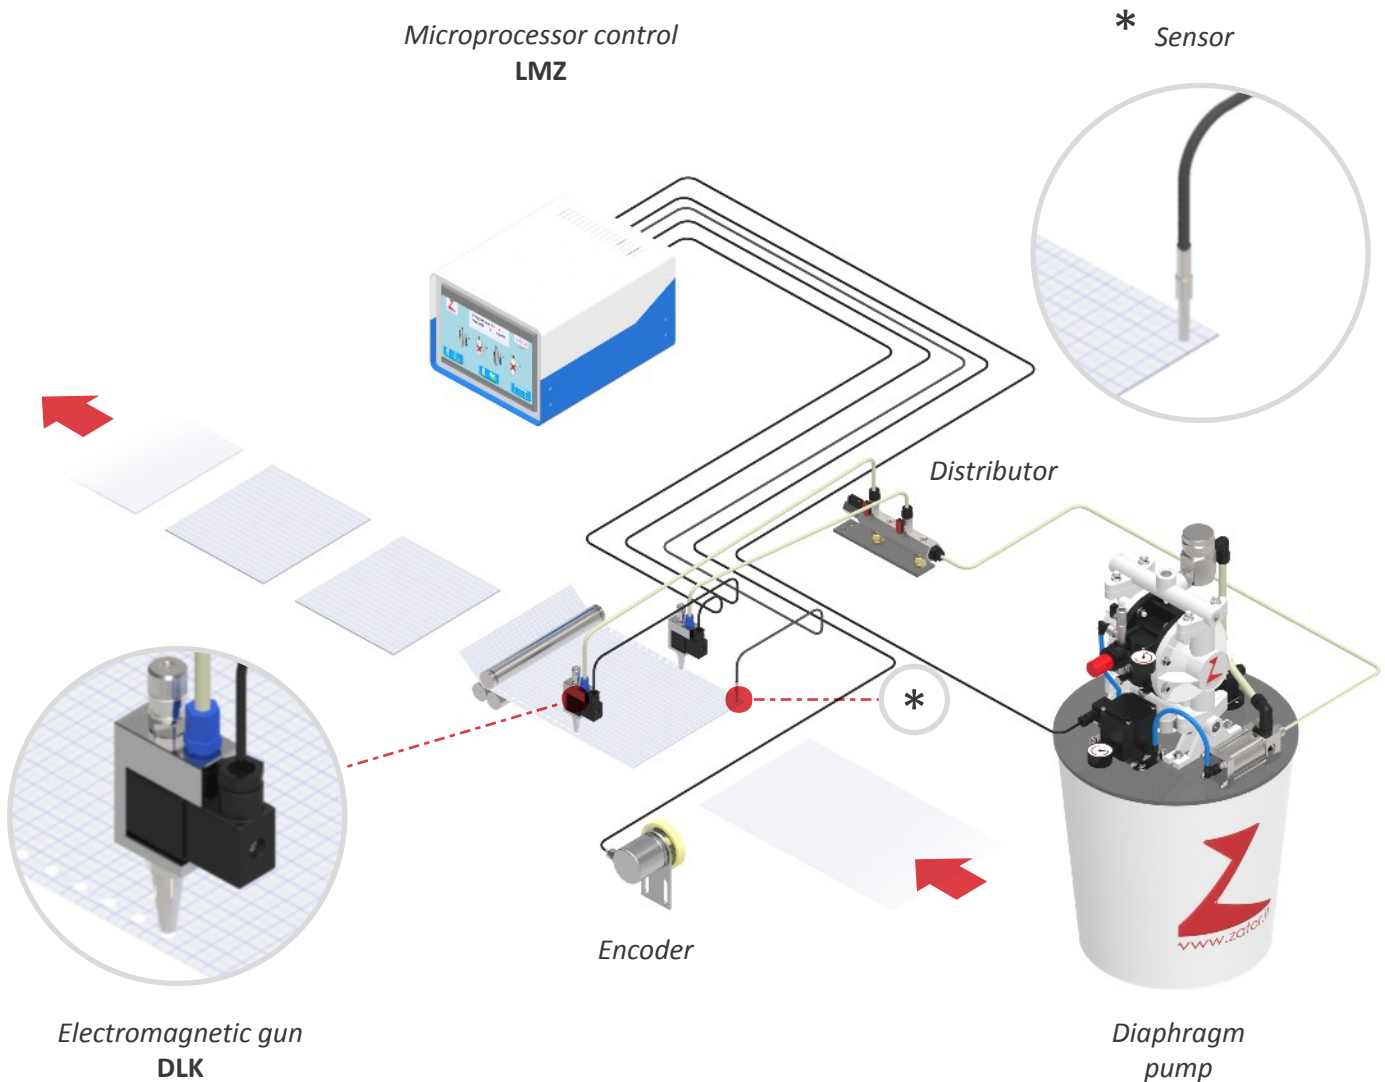 Microprocessor control
LMZ
* Sensor
Distributor
*
Encoder
www.zator.it
Electromagnetic gun
DLK
Diaphragm
pump